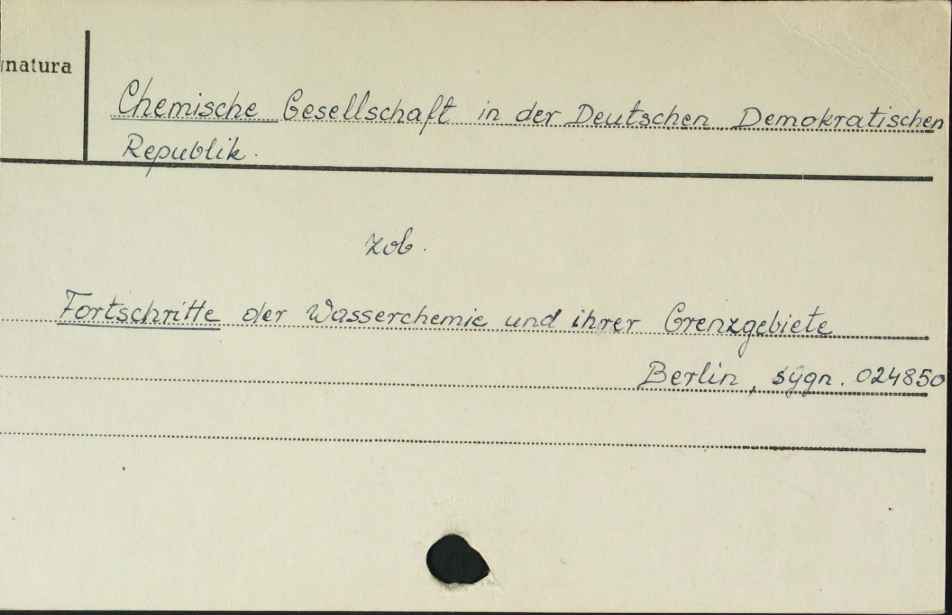 natura
Chemische Gesellschaft in der Deutschen Demokratischen
Republik.
zob.
Fortschritte der Wasserchemie und ihrer Grenzgebiete
Berlin, sygn. 024850